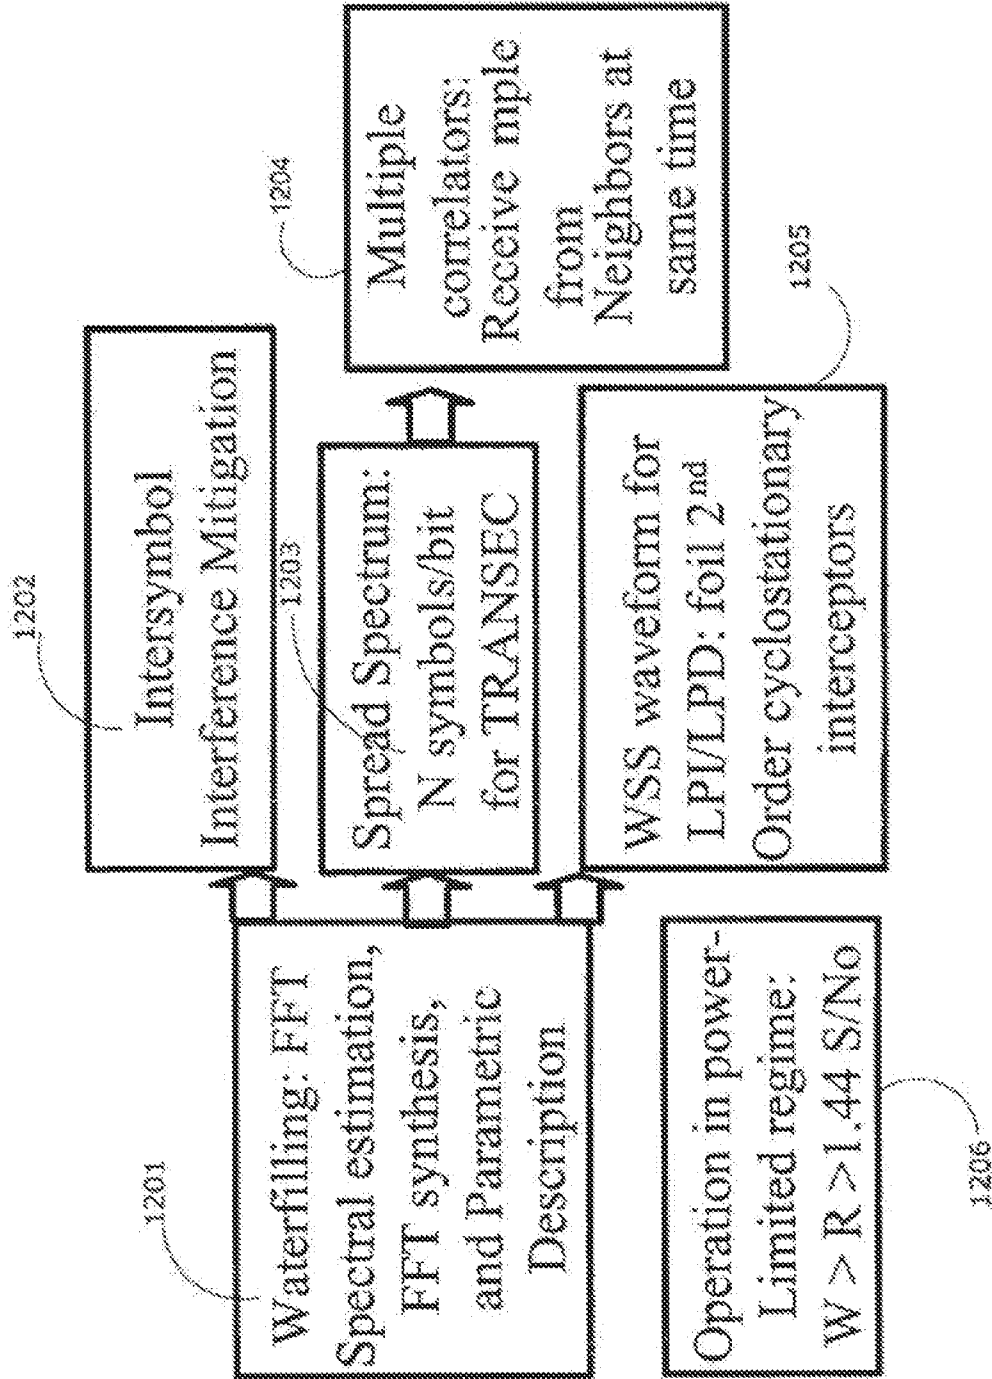 1201
Waterfilling: FFT
Spectral estimation,
FFT synthesis,
and Parametric
Description
1202
Intersymbol
Interference Mitigation
1203
Spread Spectrum:
N symbols/bit
for TRANSEC
1204
Multiple
correlators:
Receive mple
from
Neighbors at
same time
1205
WSS waveform for
LPI/LPD: foil 2nd
Order cyclostationary
interceptors
Operation in power-
Limited regime:
W > R >1.44 S/No
1206